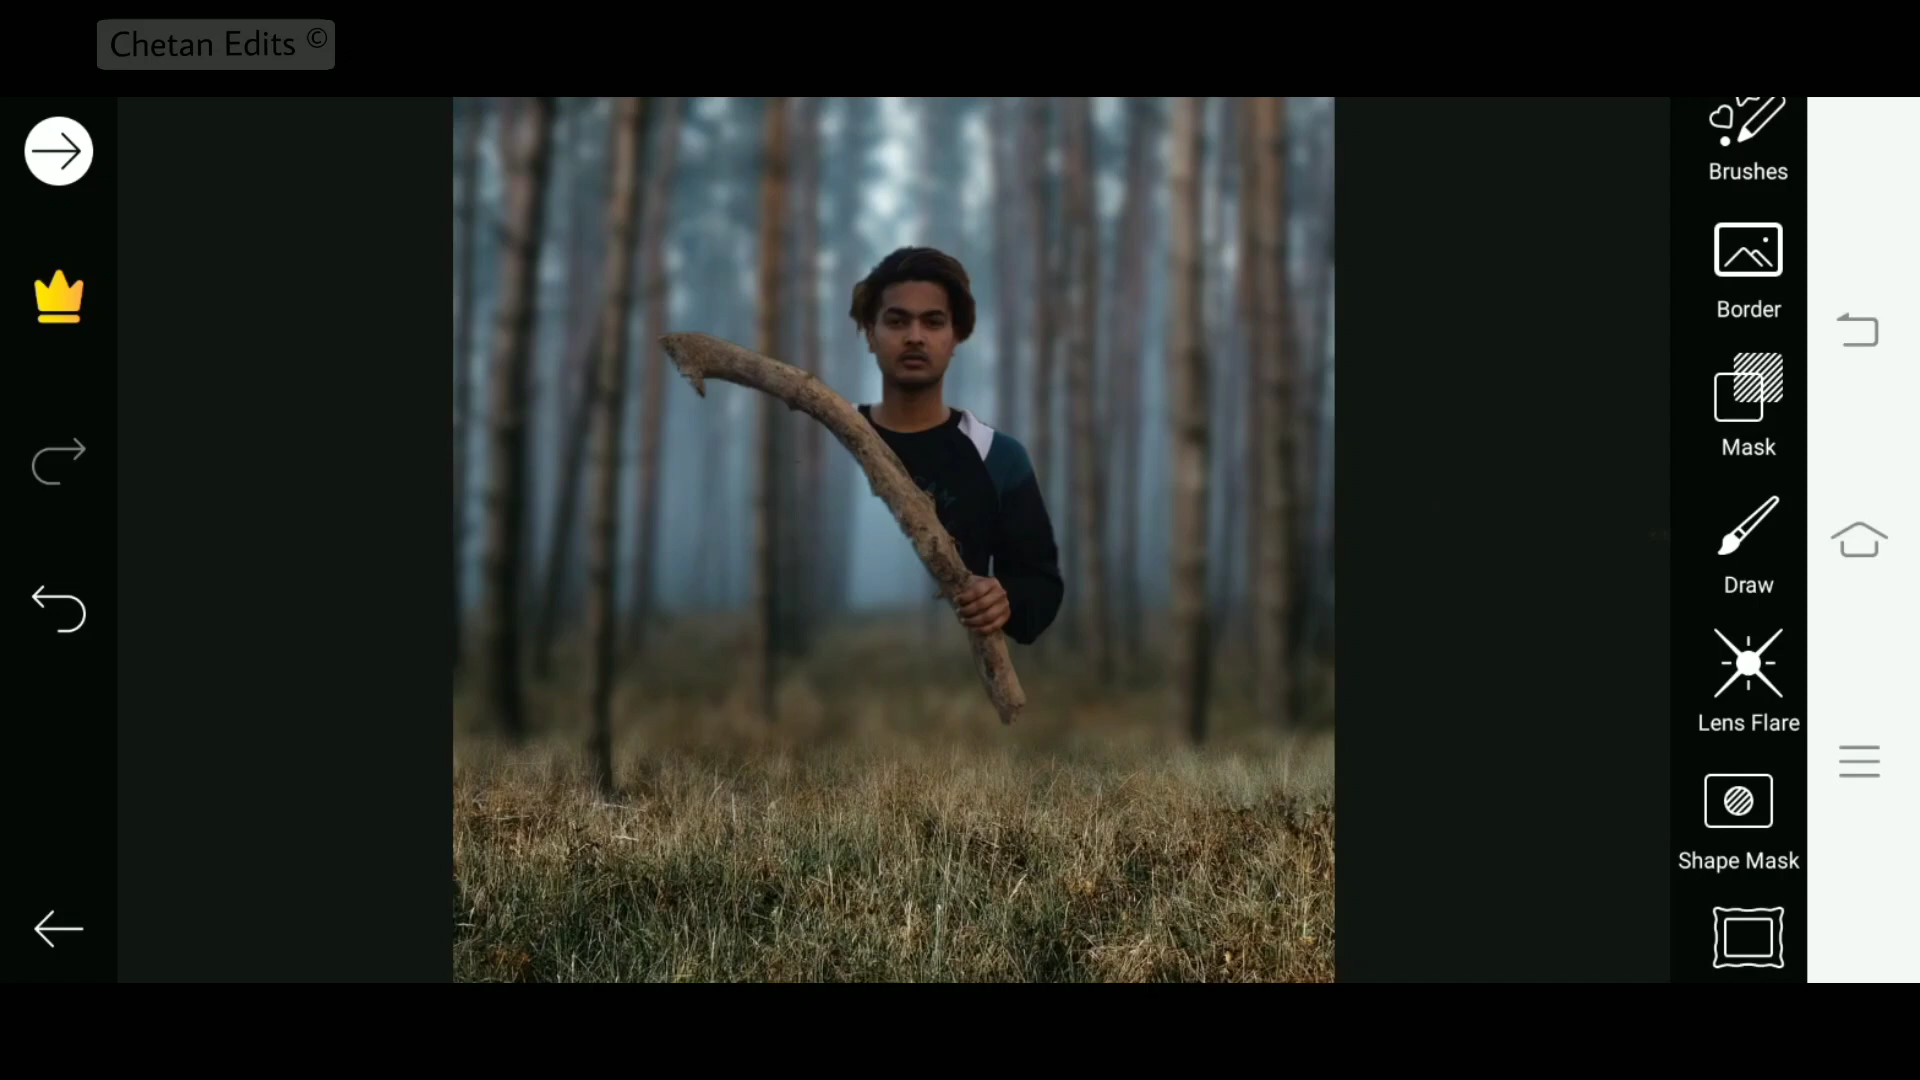 Chetan Edits ©
Brushes
Border
Mask
Draw
Lens Flare
Shape Mask